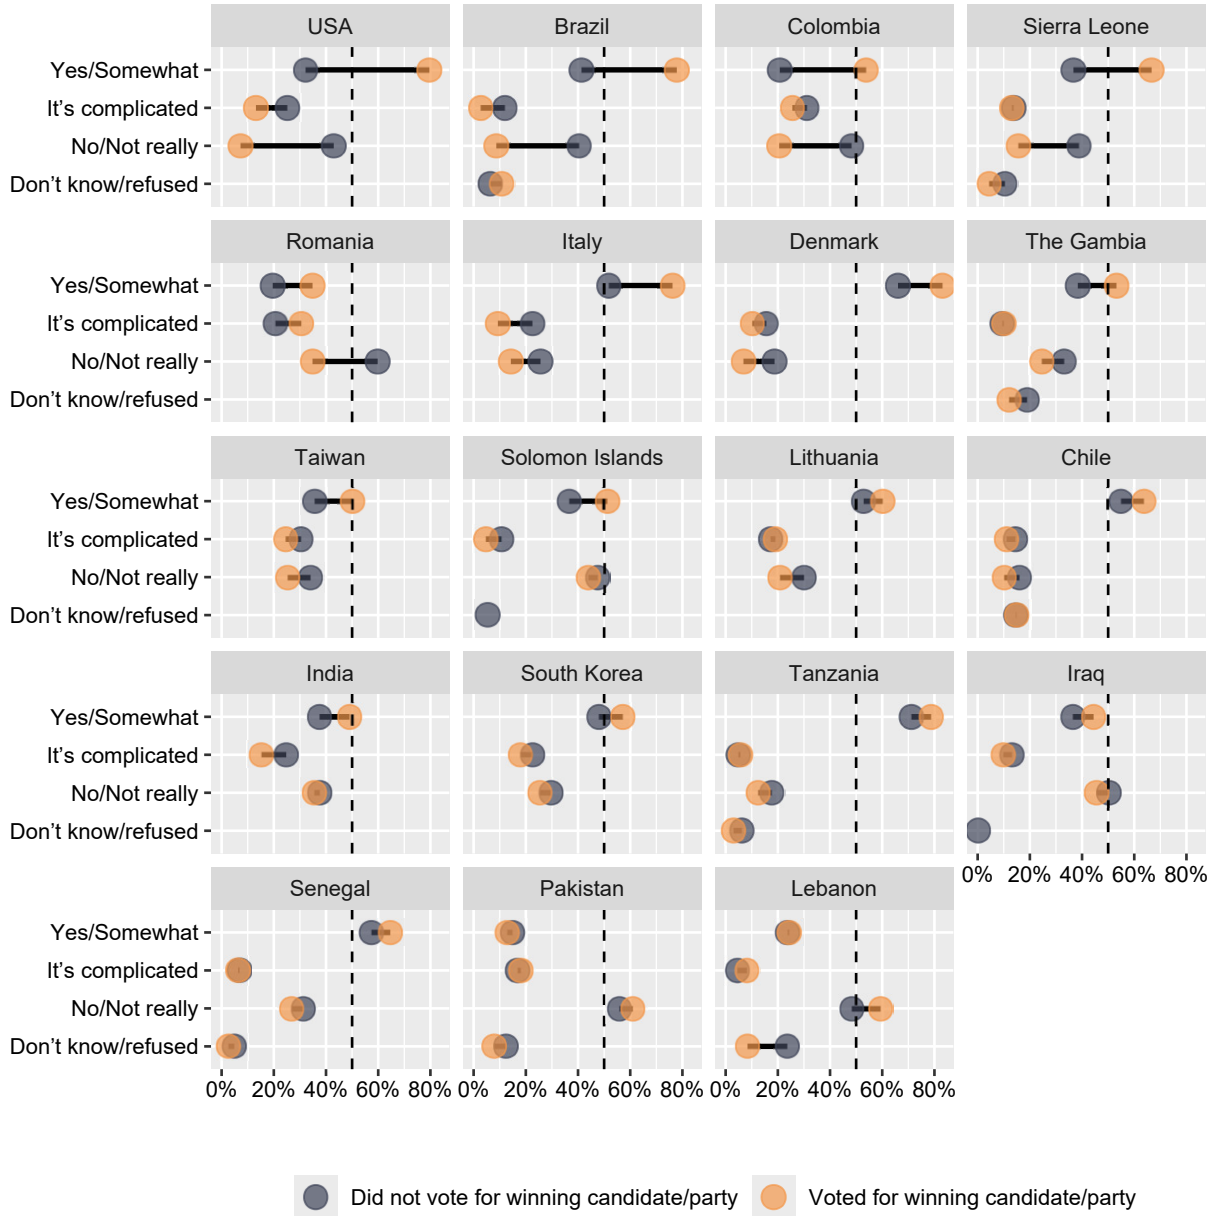 USA Brazil Colombia Sierra Leone
Yes/Somewhat
It’s complicated
No/Not really
Don’t know/refused
Romania Italy Denmark The Gambia
Yes/Somewhat
It’s complicated
No/Not really
Don’t know/refused
Taiwan Solomon Islands Lithuania Chile
Yes/Somewhat
It’s complicated
No/Not really
Don’t know/refused
India South Korea Tanzania Iraq
Yes/Somewhat
It’s complicated
No/Not really
Don’t know/refused
0% 20% 40% 60% 80%
Senegal Pakistan Lebanon
Yes/Somewhat
It’s complicated
No/Not really
Don’t know/refused
0% 20% 40% 60% 80% 0% 20% 40% 60% 80% 0% 20% 40% 60% 80%
Did not vote for winning candidate/party Voted for winning candidate/party